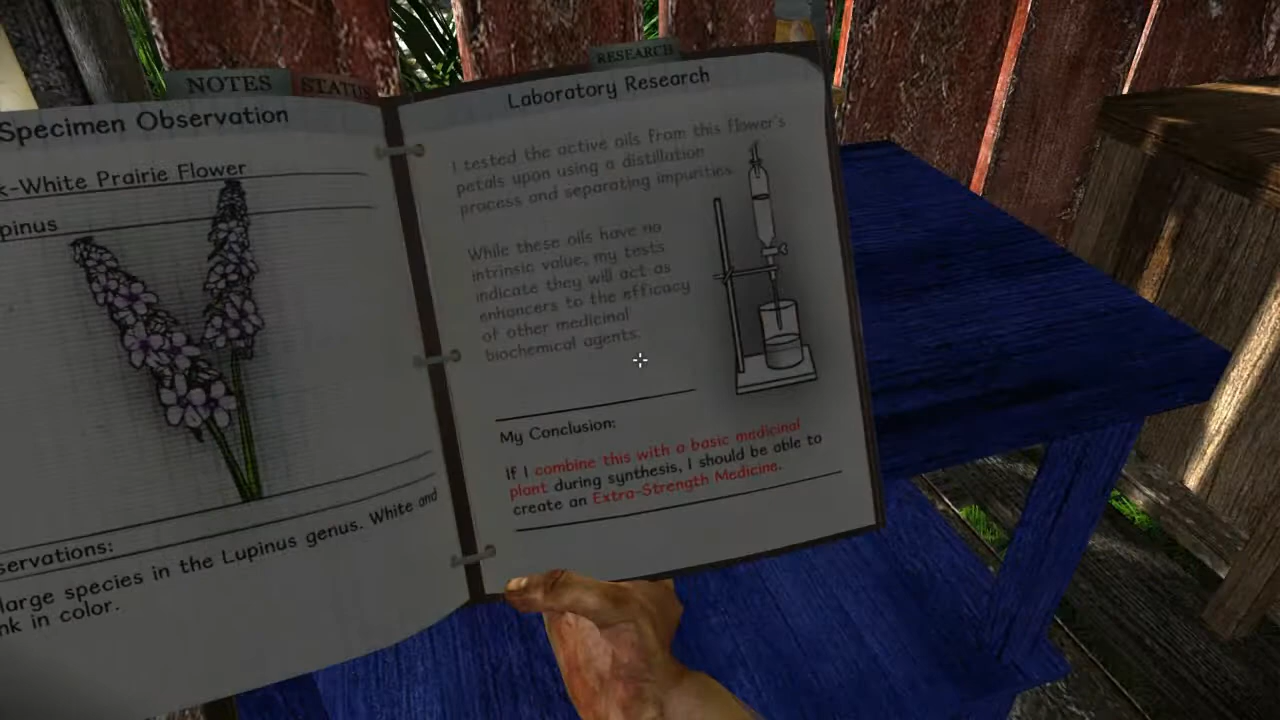 NOTES STATUS
Specimen Observation
k-White Prairie Flower
pinus
servations:
large species in the Lupinus genus. White and
nk in color.
RESEARCH
Laboratory Research
I tested the active oils from this flower's
petals upon using a distillation
process and separating impurities
While these oils have no
intrinsic value, my tests
indicate they will act as
enhancers to the efficacy
of other medicinal
biochemical agents.
My Conclusion:
If I combine this with a basic medicinal
plant during synthesis, I should be able to
create an Extra-Strength Medicine.